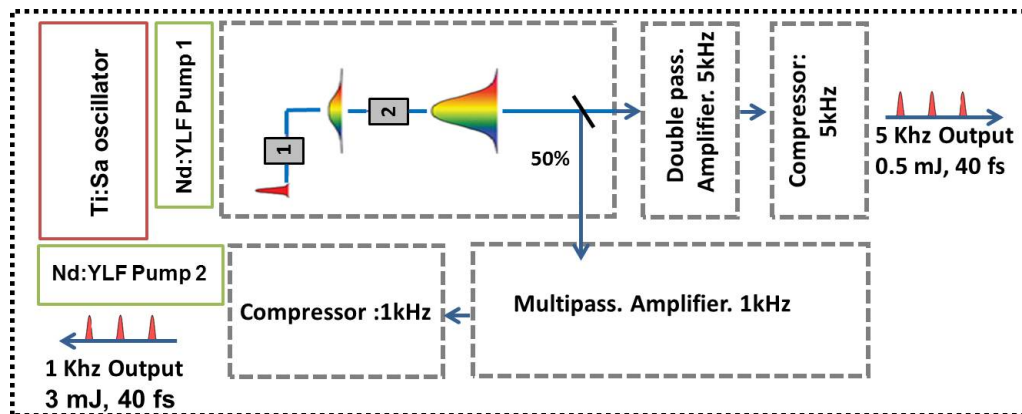 Ti:Sa oscillator
Nd:YLF Pump 1
1
2
50%
Double pass.
Amplifier. 5kHz
Compressor:
5kHz
5 Khz Output
0.5 mJ, 40 fs
Nd:YLF Pump 2
Compressor :1kHz
Multipass. Amplifier. 1kHz
1 Khz Output
3 mJ, 40 fs